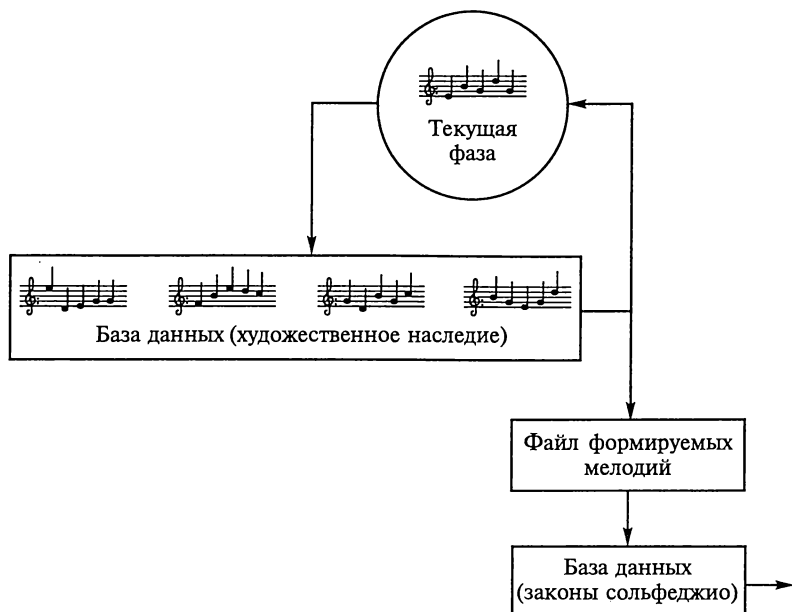 Текущая
фаза
База данных (художественное наследие)
Файл формируемых
мелодий
База данных
(законы сольфеджио)